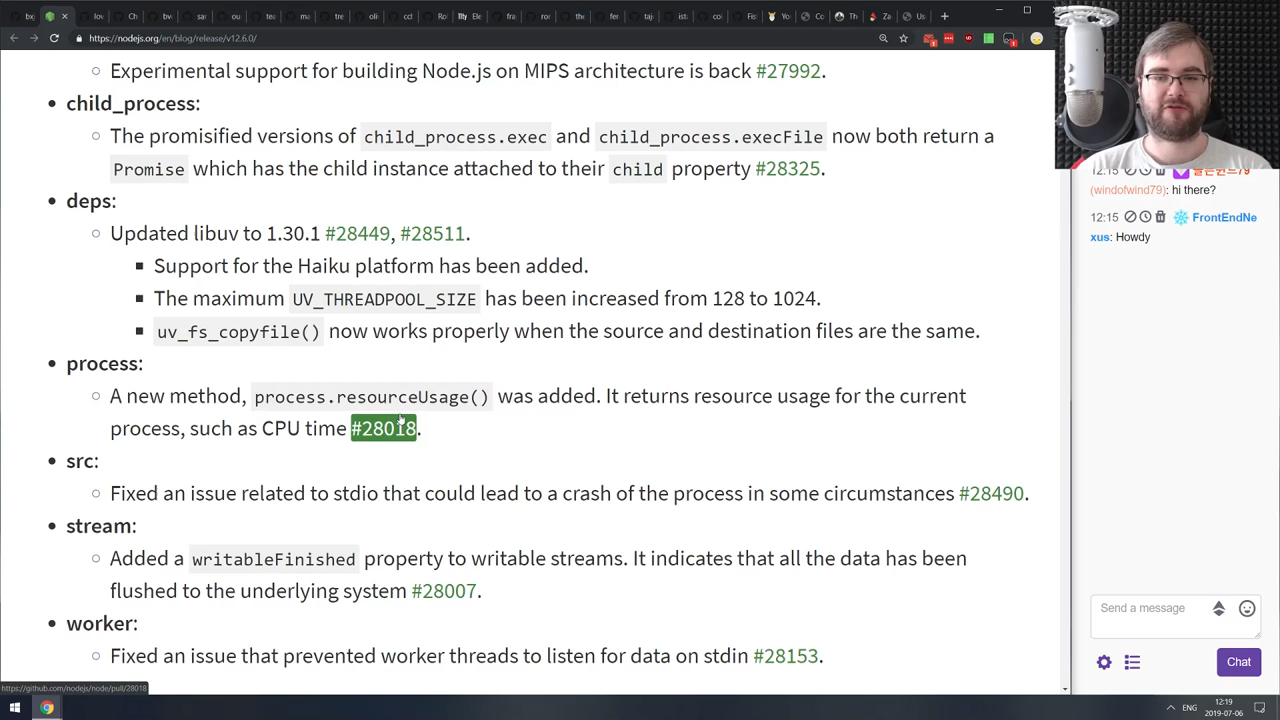 https://nodejs.org/en/blog/release/v12.6.0/
Experimental support for building Node.js on MIPS architecture is back #27992.
child_process:
The promisified versions of child_process.exec and child_process.execFile now both return a
Promise which has the child instance attached to their child property #28325.
deps:
Updated libuv to 1.30.1 #28449, #28511.
Support for the Haiku platform has been added.
The maximum UV_THREADPOOL_SIZE has been increased from 128 to 1024.
uv_fs_copyfile() now works properly when the source and destination files are the same.
process:
A new method, process.resourceUsage() was added. It returns resource usage for the current
process, such as CPU time #28018.
src:
Fixed an issue related to stdio that could lead to a crash of the process in some circumstances #28490.
stream:
Added a writableFinished property to writable streams. It indicates that all the data has been
flushed to the underlying system #28007.
worker:
Fixed an issue that prevented worker threads to listen for data on stdin #28153.
https://github.com/nodejs/node/pull/28018
12:15
(windofwind79): hi there?
12:15 FrontEndNe
xus: Howdy
Send a message
Chat
ENG
12:19
2019-07-06